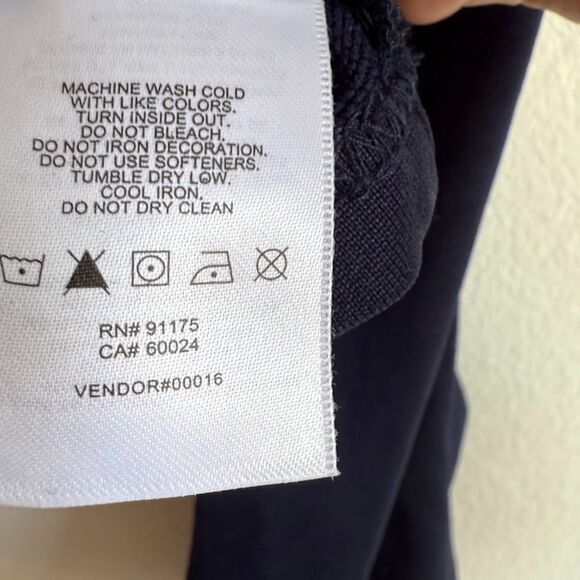 MACHINE WASH COLD
WITH LIKE COLORS.
TURN INSIDE OUT.
DO NOT BLEACH.
DO NOT IRON DECORATION.
DO NOT USE SOFTENERS.
TUMBLE DRY LOW.
COOL IRON.
DO NOT DRY CLEAN
RN# 91175
CA# 60024
VENDOR#00016